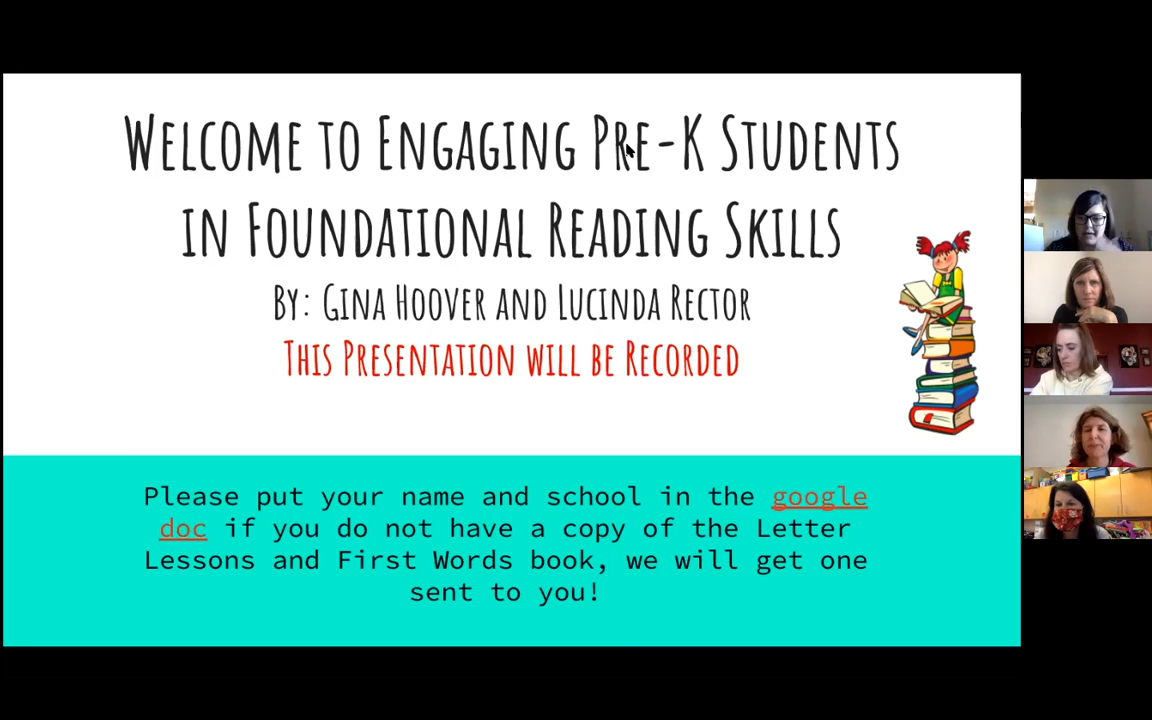 Welcome to Engaging Pre-K Students
in Foundational Reading Skills
By: Gina Hoover and Lucinda Rector
This Presentation will be Recorded
Please put your name and school in the google
doc if you do not have a copy of the Letter
Lessons and First Words book, we will get one
sent to you!